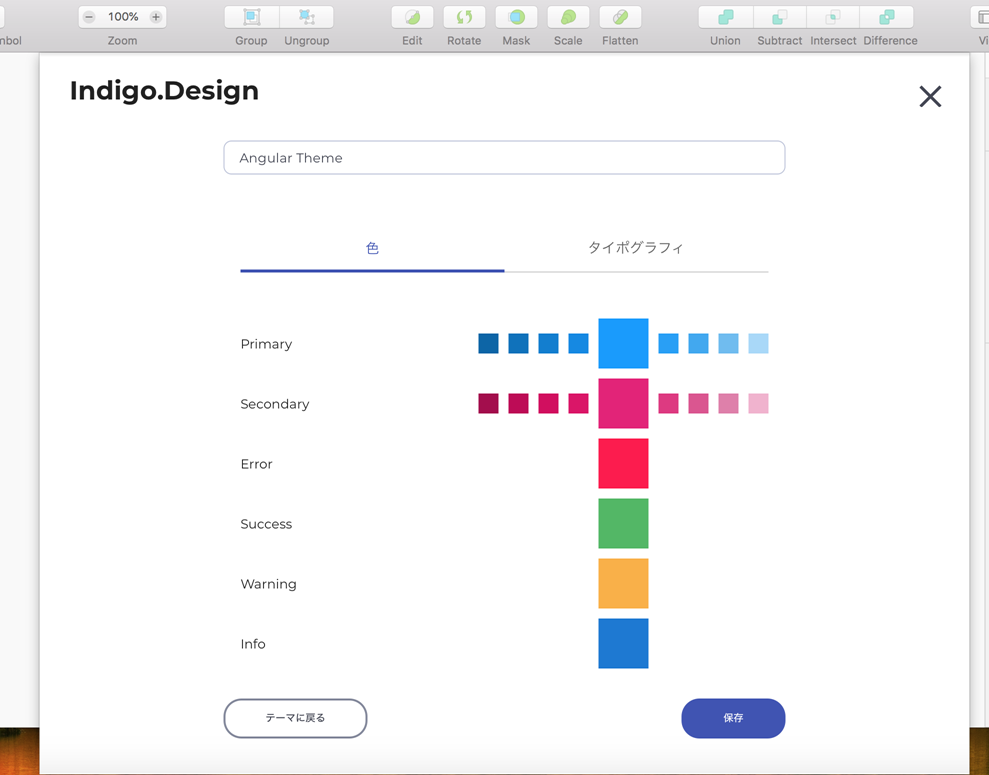 100%
Zoom
Group
Ungroup
Edit
Rotate
Mask
Scale
Flatten
Union
Subtract
Intersect
Difference
Indigo.Design
Angular Theme
色
タイポグラフィ
Primary
Secondary
Error
Success
Warning
Info
テーマに戻る
保存